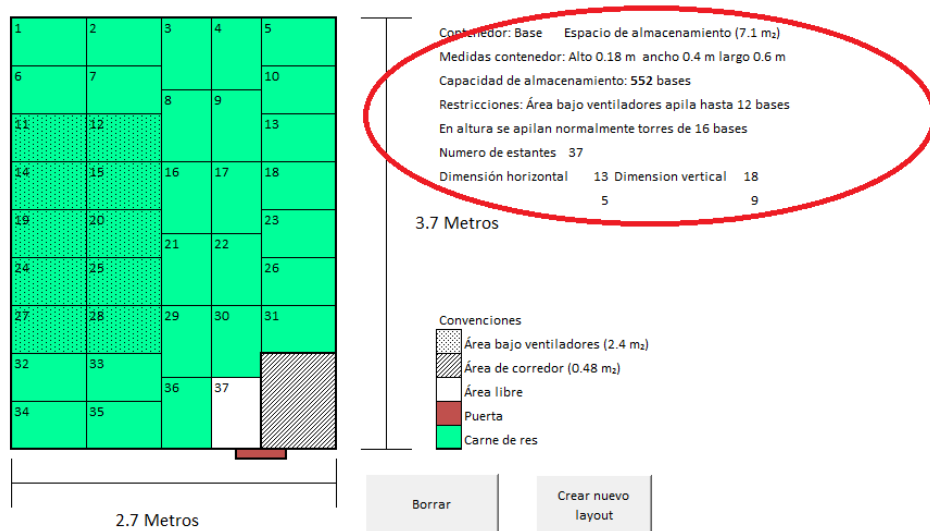 1 2 3 4 5
6 7 10
8 9
11 12 13
14 15 16 17 18
19 20 23
21 22
24 25 26
27 28 29 30 31
32 33
36 37
34 35
2.7 Metros
3.7 Metros
Contenedor: Base Espacio de almacenamiento (7.1 m₂)
Medidas contenedor: Alto 0.18 m ancho 0.4 m largo 0.6 m
Capacidad de almacenamiento: 552 bases
Restricciones: Área bajo ventiladores apila hasta 12 bases
En altura se apilan normalmente torres de 16 bases
Numero de estantes 37
Dimensión horizontal 13 Dimension vertical 18
5 9
Convenciones
Área bajo ventiladores (2.4 m₂)
Área de corredor (0.48 m₂)
Área libre
Puerta
Carne de res
Borrar
Crear nuevo
layout